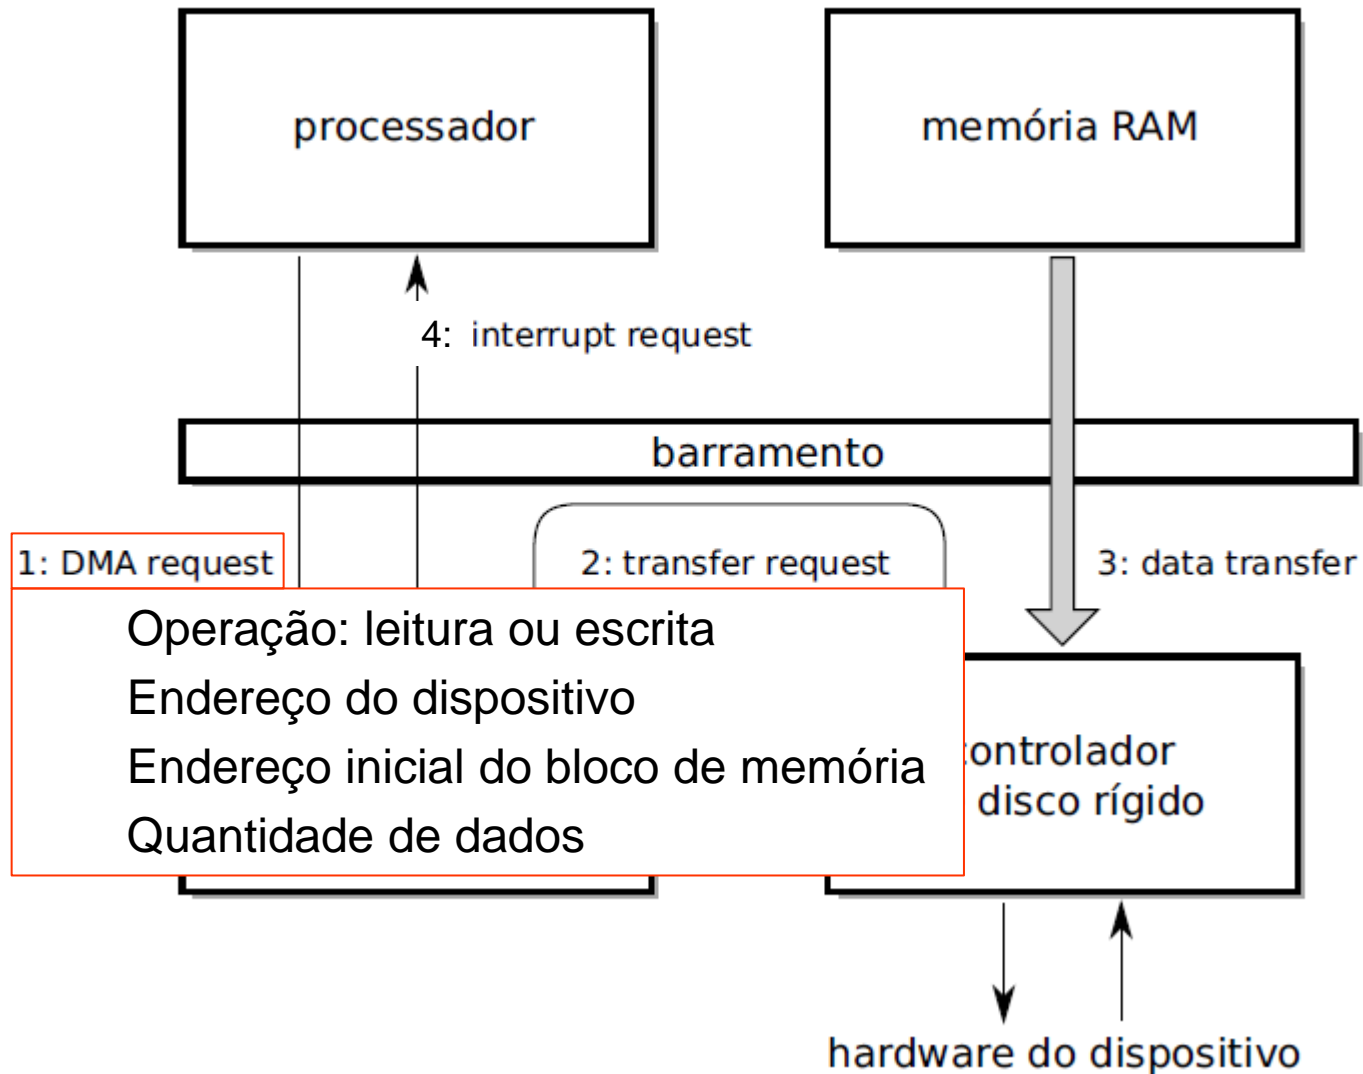 processador
memória RAM
4: interrupt request
barramento
1: DMA request
2: transfer request
3: data transfer
Operação: leitura ou escrita
Endereço do dispositivo
Endereço inicial do bloco de memória
Quantidade de dados
ontrolador
disco rígido
hardware do dispositivo